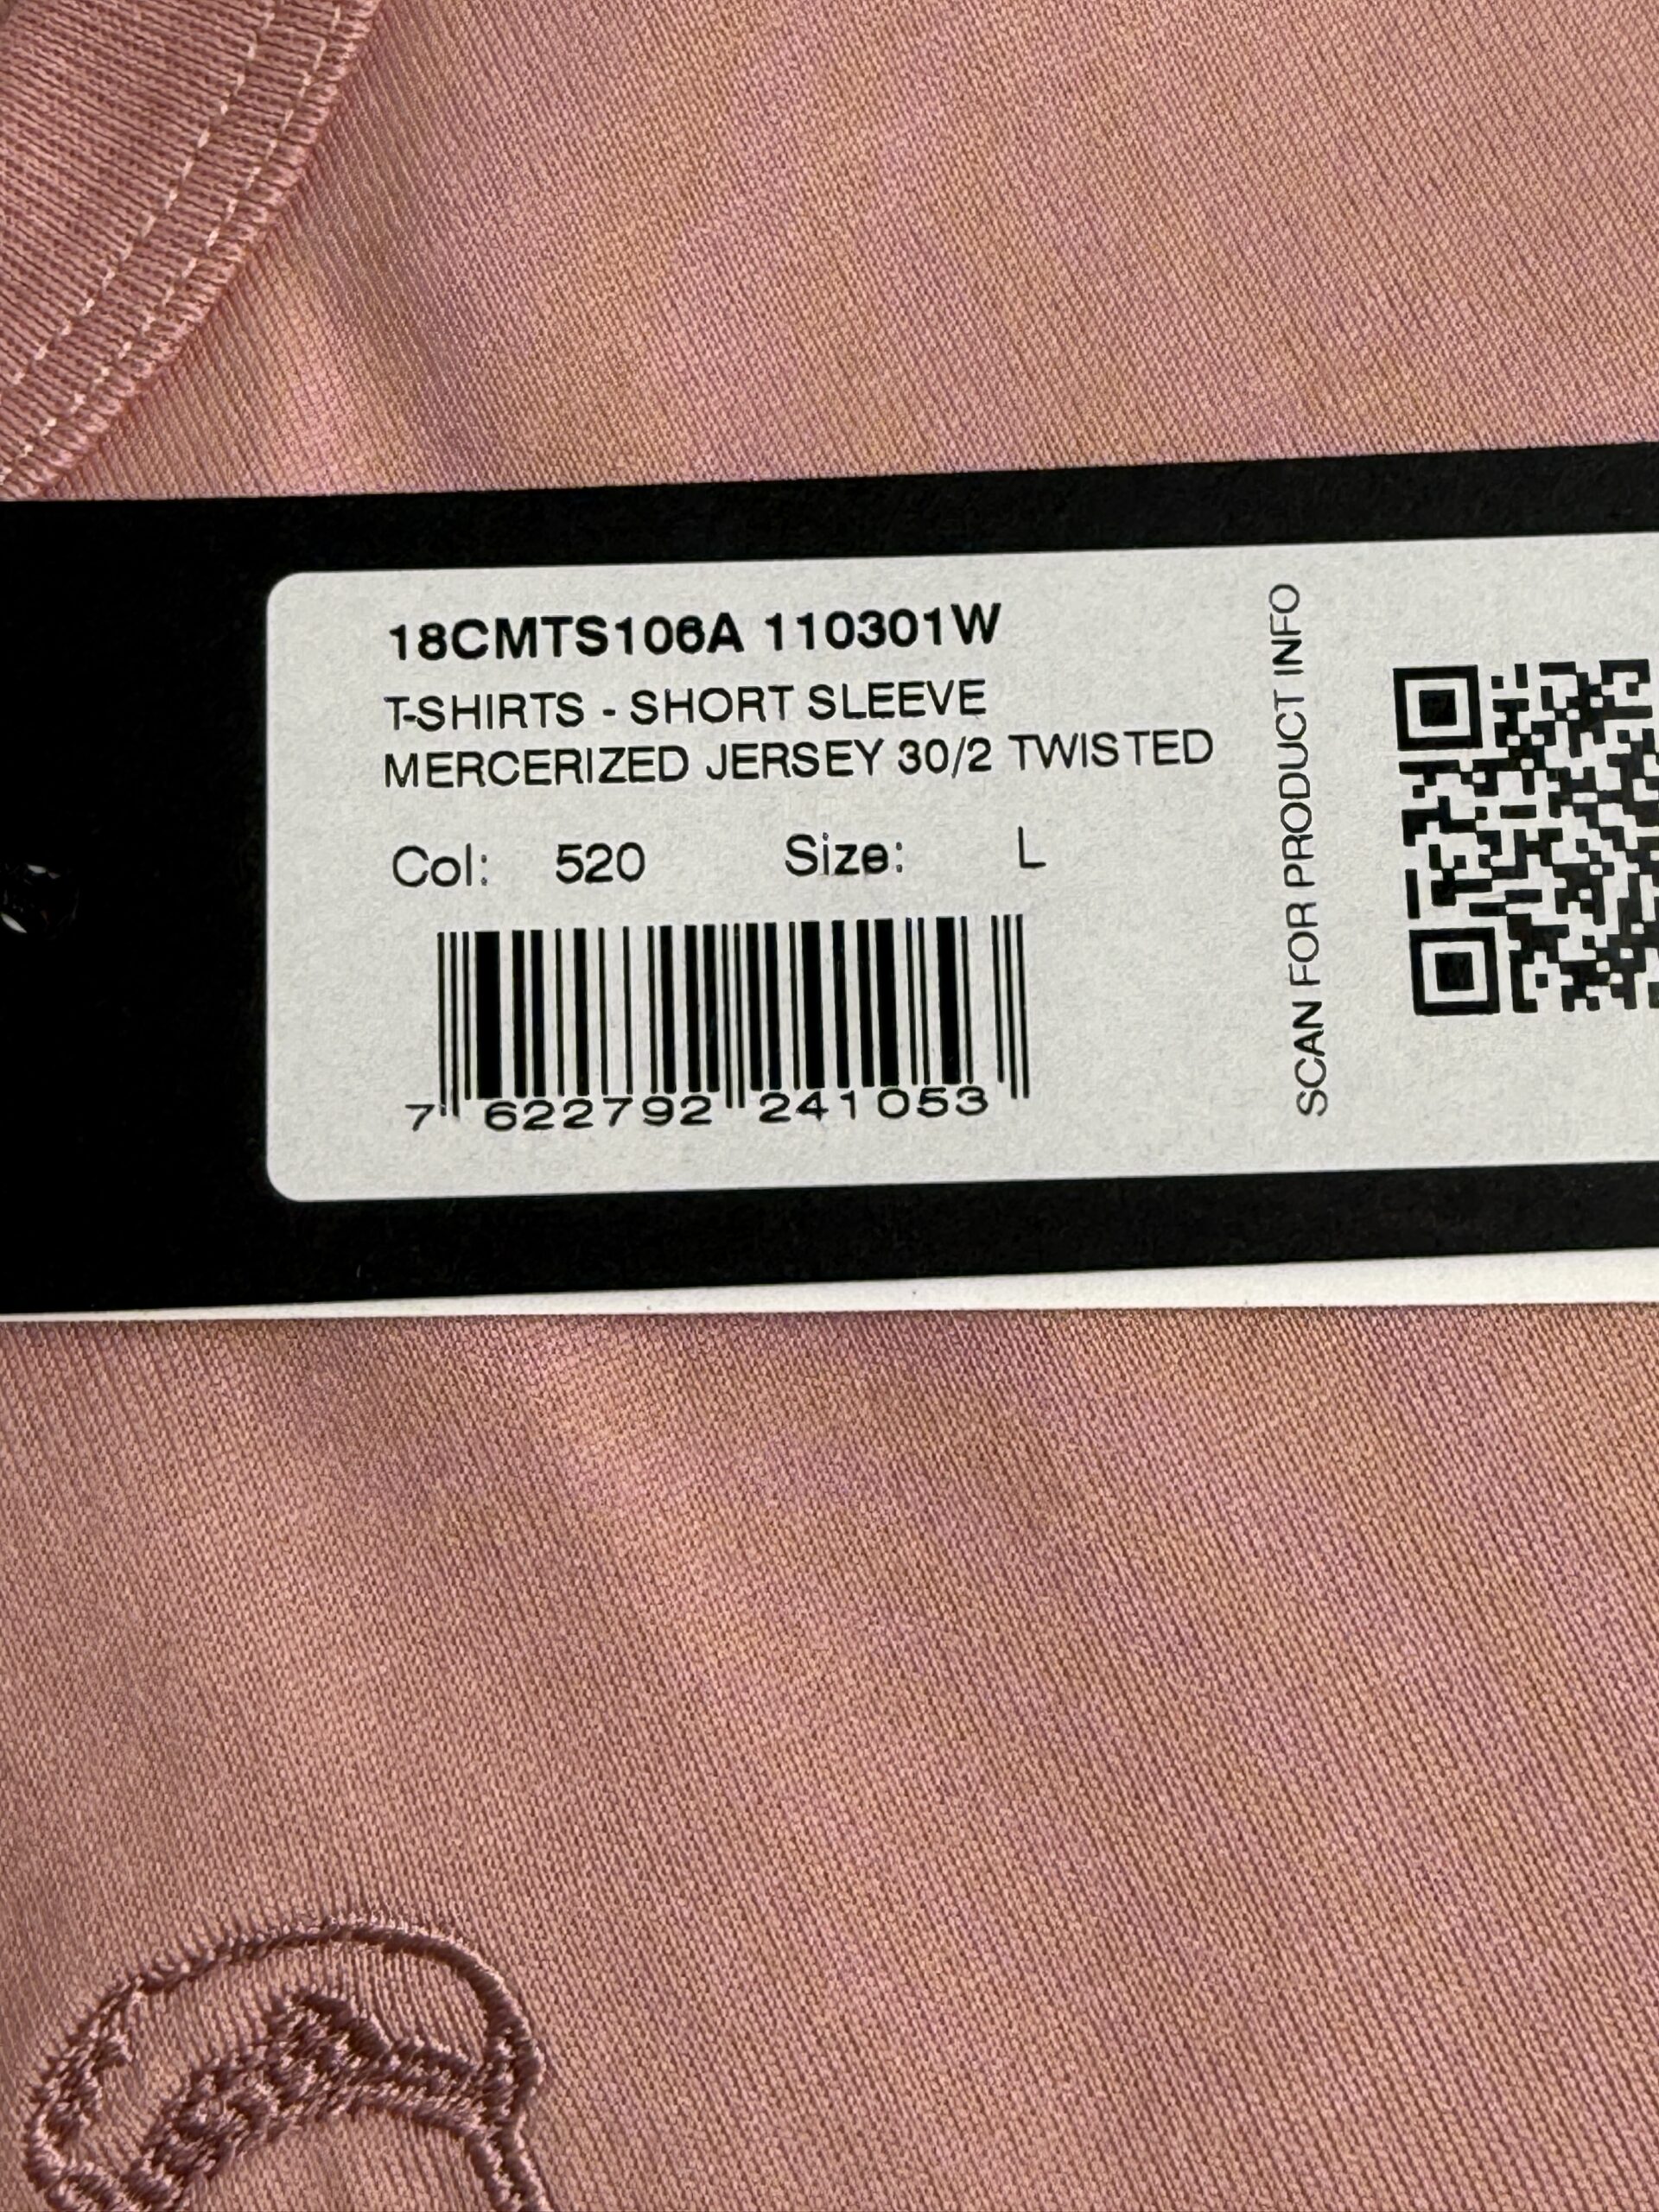 18CMTS106A 110301W
T-SHIRTS - SHORT SLEEVE
MERCERIZED JERSEY 30/2 TWISTED
Col: 520 Size: L
7 622792 241053
SCAN FOR PRODUCT INFO